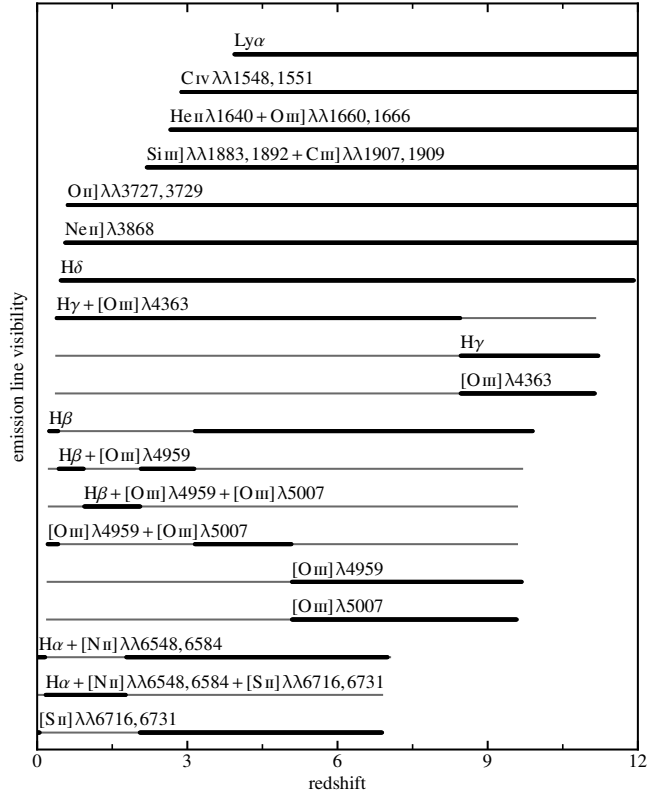 Lyα
C IV λλ1548, 1551
He II λ1640 + O III] λλ1660, 1666
Si III] λλ1883, 1892 + C III] λλ1907, 1909
O II] λλ3727, 3729
Ne II] λ3868
Hδ
Hγ + [O III] λ4363
Hγ
[O III] λ4363
Hβ
Hβ + [O III] λ4959
Hβ + [O III] λ4959 + [O III] λ5007
[O III] λ4959 + [O III] λ5007
[O III] λ4959
[O III] λ5007
Hα + [N II] λλ6548, 6584
Hα + [N II] λλ6548, 6584 + [S II] λλ6716, 6731
[S II] λλ6716, 6731
emission line visibility
0 3 6 9 12
redshift